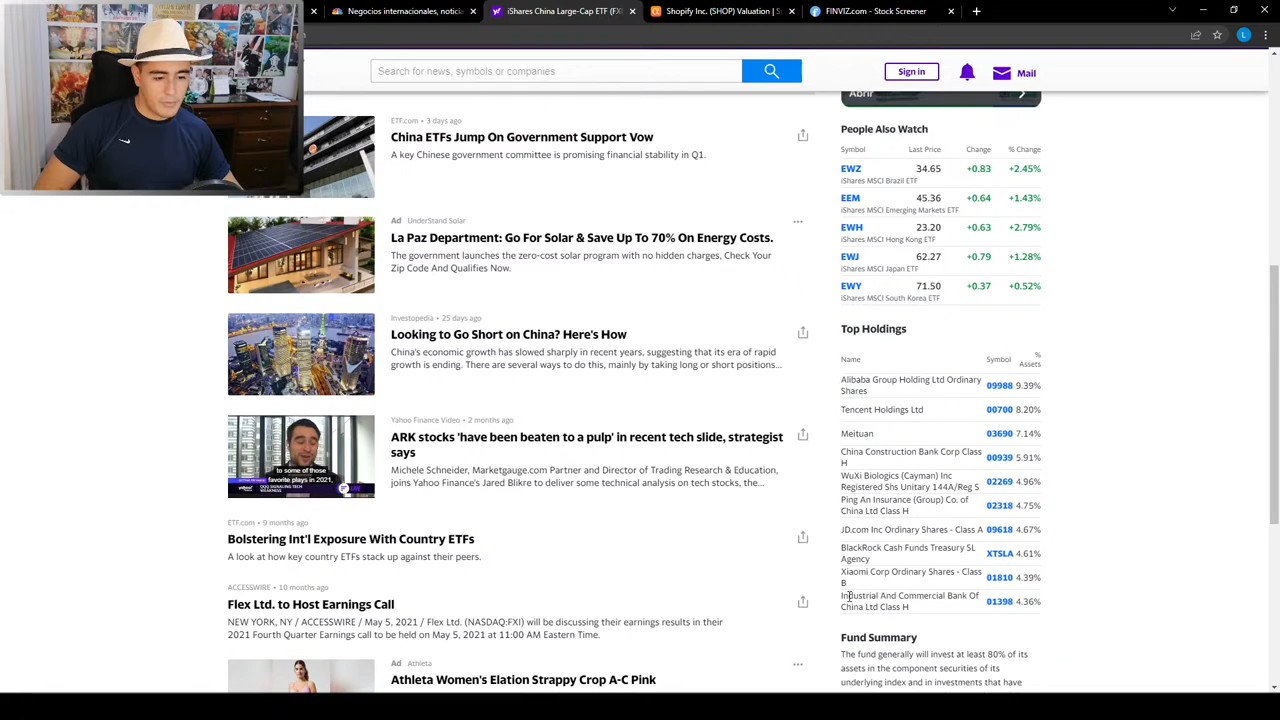 Negocios internacionales, noticia
iShares China Large-Cap ETF (FX
Shopify Inc. (SHOP) Valuation | S
FINVIZ.com - Stock Screener
L
Search for news, symbols or companies
Sign in
Mail
Abrir
ETF.com • 3 days ago
China ETFs Jump On Government Support Vow
A key Chinese government committee is promising financial stability in Q1.
Ad UnderStand Solar
La Paz Department: Go For Solar & Save Up To 70% On Energy Costs.
The government launches the zero-cost solar program with no hidden charges, Check Your
Zip Code And Qualifies Now.
Investopedia • 25 days ago
Looking to Go Short on China? Here's How
China's economic growth has slowed sharply in recent years, suggesting that its era of rapid
growth is ending. There are several ways to do this, mainly by taking long or short positions...
to some of those
favorite plays in 2021,
Yahoo Finance Video • 2 months ago
ARK stocks 'have been beaten to a pulp' in recent tech slide, strategist
says
Michele Schneider, Marketgauge.com Partner and Director of Trading Research & Education,
joins Yahoo Finance's Jared Blikre to deliver some technical analysis on tech stocks, the...
ETF.com • 9 months ago
Bolstering Int'l Exposure With Country ETFs
A look at how key country ETFs stack up against their peers.
ACCESSWIRE • 10 months ago
Flex Ltd. to Host Earnings Call
NEW YORK, NY / ACCESSWIRE / May 5, 2021 / Flex Ltd. (NASDAQ:FXI) will be discussing their earnings results in their
2021 Fourth Quarter Earnings call to be held on May 5, 2021 at 11:00 AM Eastern Time.
Ad Athleta
Athleta Women's Elation Strappy Crop A-C Pink
People Also Watch
Symbol Last Price Change % Change
EWZ 34.65 +0.83 +2.45%
iShares MSCI Brazil ETF
EEM 45.36 +0.64 +1.43%
iShares MSCI Emerging Markets ETF
EWH 23.20 +0.63 +2.79%
iShares MSCI Hong Kong ETF
EWJ 62.27 +0.79 +1.28%
iShares MSCI Japan ETF
EWY 71.50 +0.37 +0.52%
iShares MSCI South Korea ETF
Top Holdings
Name Symbol % Assets
Alibaba Group Holding Ltd Ordinary
Shares 09988 9.39%
Tencent Holdings Ltd 00700 8.20%
Meituan 03690 7.14%
China Construction Bank Corp Class
H 00939 5.91%
WuXi Biologics (Cayman) Inc
Registered Shs Unitary 144A/Reg S 02269 4.96%
Ping An Insurance (Group) Co. of
China Ltd Class H 02318 4.75%
JD.com Inc Ordinary Shares - Class A 09618 4.67%
BlackRock Cash Funds Treasury SL
Agency XTSLA 4.61%
Xiaomi Corp Ordinary Shares - Class
B 01810 4.39%
Industrial And Commercial Bank Of
China Ltd Class H 01398 4.36%
Fund Summary
The fund generally will invest at least 80% of its
assets in the component securities of its
underlying index and in investments that have